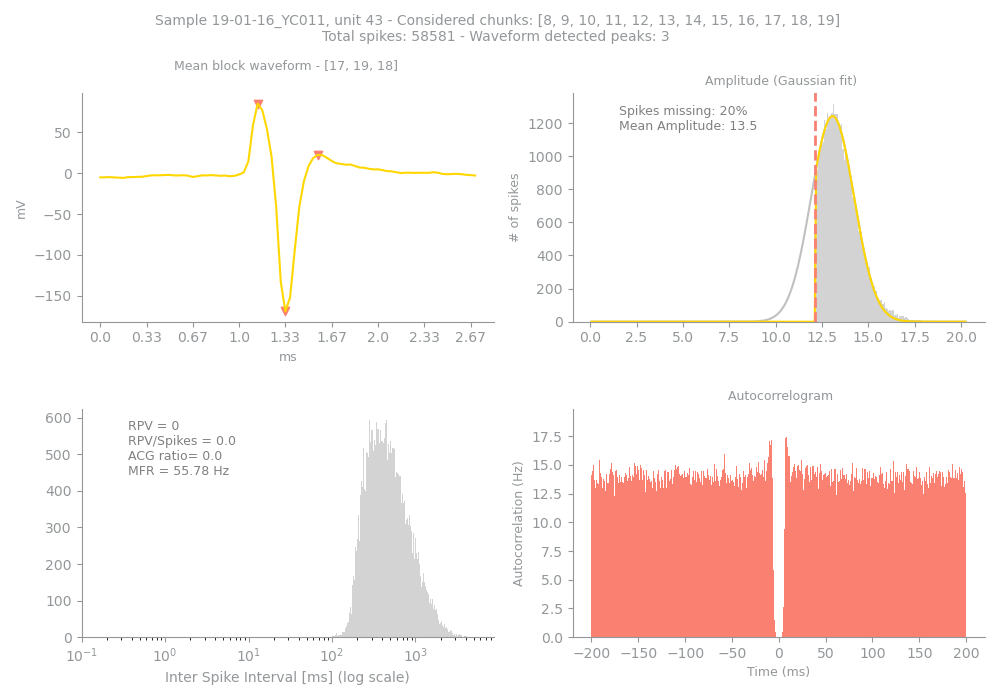 Sample 19-01-16_YC011, unit 43 - Considered chunks: [8, 9, 10, 11, 12, 13, 14, 15, 16, 17, 18, 19]
Total spikes: 58581 - Waveform detected peaks: 3
Mean block waveform - [17, 19, 18]
mV
50
0
−50
−100
−150
0.0 0.33 0.67 1.0 1.33 1.67 2.0 2.33 2.67
ms
Amplitude (Gaussian fit)
Spikes missing: 20%
Mean Amplitude: 13.5
# of spikes
1200
1000
800
600
400
200
0
0.0 2.5 5.0 7.5 10.0 12.5 15.0 17.5 20.0
RPV = 0
RPV/Spikes = 0.0
ACG ratio= 0.0
MFR = 55.78 Hz
600
500
400
300
200
100
0
10⁻¹ 10⁰ 10¹ 10² 10³
Inter Spike Interval [ms] (log scale)
Autocorrelogram
Autocorrelation (Hz)
17.5
15.0
12.5
10.0
7.5
5.0
2.5
0.0
−200 −150 −100 −50 0 50 100 150 200
Time (ms)